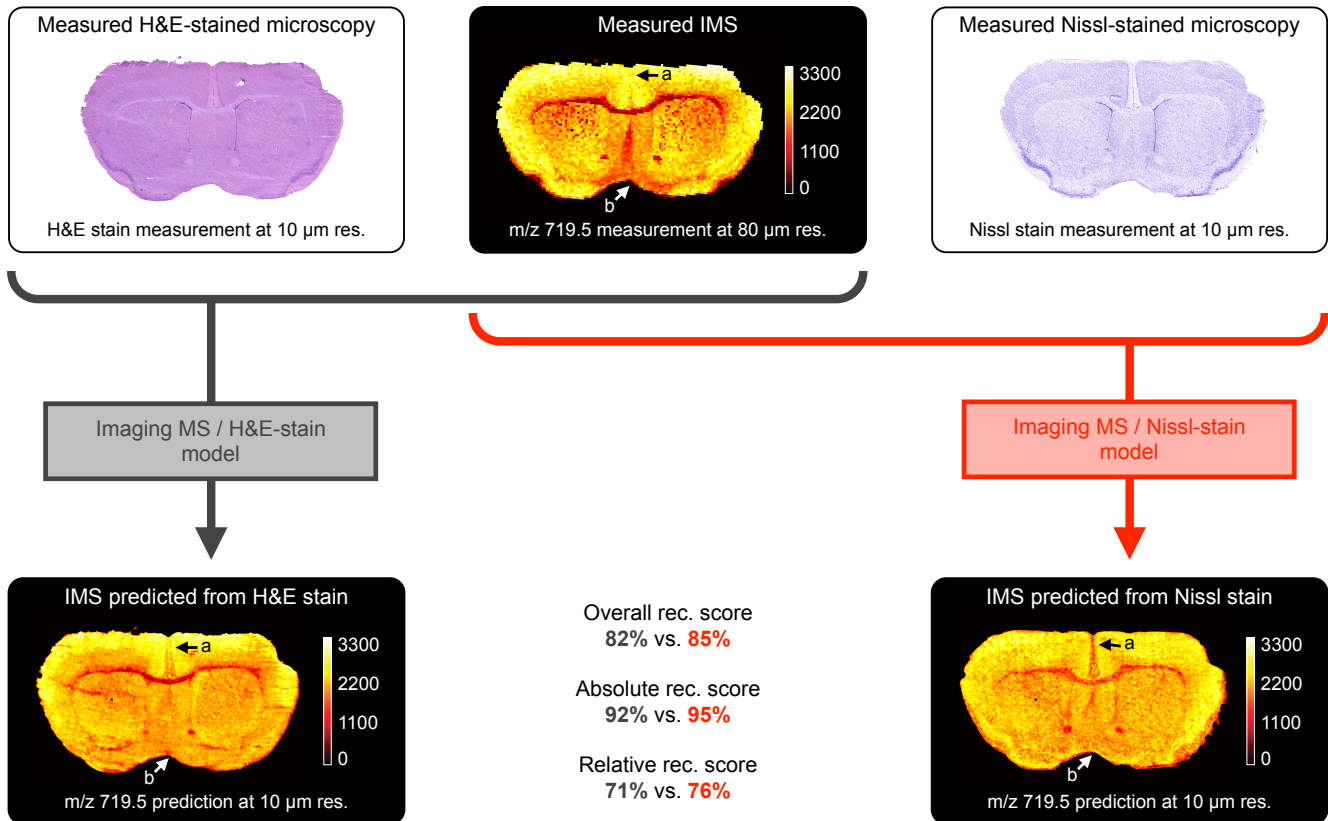 Measured H&E-stained microscopy
H&E stain measurement at 10 µm res.
Measured IMS
a
3300
2200
1100
0
b
m/z 719.5 measurement at 80 µm res.
Measured Nissl-stained microscopy
Nissl stain measurement at 10 µm res.
Imaging MS / H&E-stain
model
Imaging MS / Nissl-stain
model
IMS predicted from H&E stain
a
3300
2200
1100
0
b
m/z 719.5 prediction at 10 µm res.
Overall rec. score
82% vs. 85%
Absolute rec. score
92% vs. 95%
Relative rec. score
71% vs. 76%
IMS predicted from Nissl stain
a
3300
2200
1100
0
b
m/z 719.5 prediction at 10 µm res.